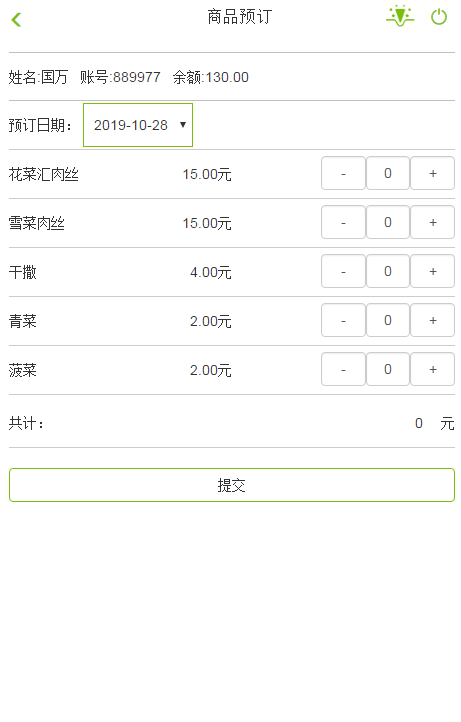 商品预订
姓名:国万 账号:889977 余额:130.00
预订日期： 2019-10-28
花菜汇肉丝 15.00元 - 0 +
雪菜肉丝 15.00元 - 0 +
干撒 4.00元 - 0 +
青菜 2.00元 - 0 +
菠菜 2.00元 - 0 +
共计： 0 元
提交